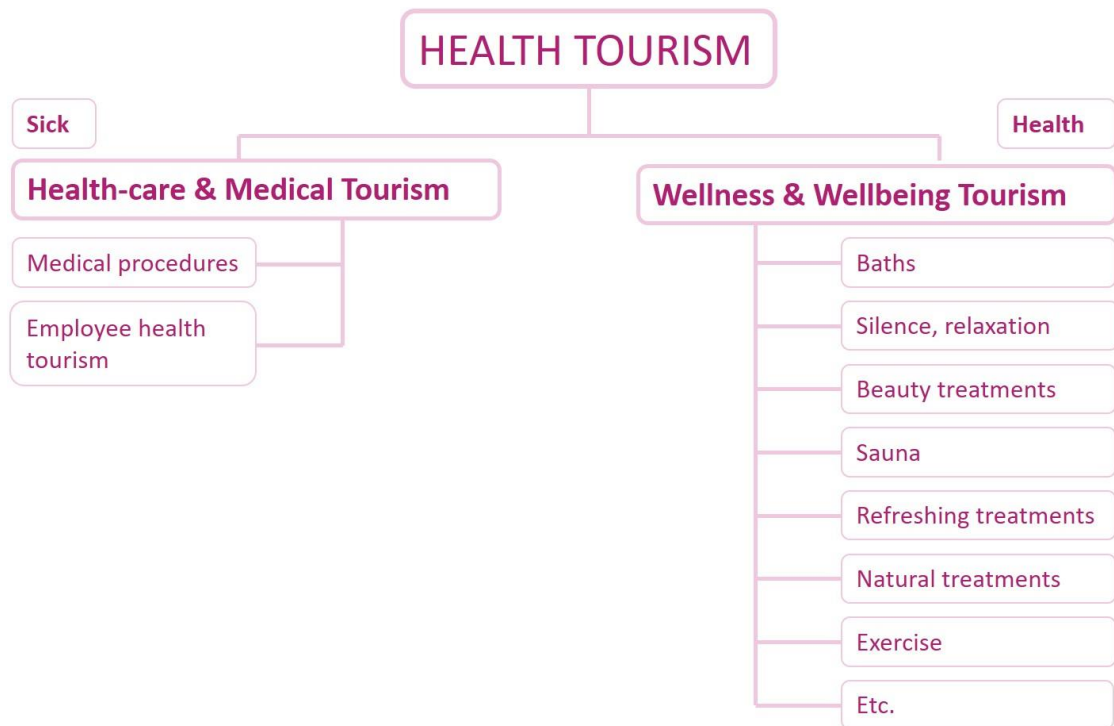 HEALTH TOURISM
Sick
Health
Health-care & Medical Tourism
Wellness & Wellbeing Tourism
Medical procedures
Employee health
tourism
Baths
Silence, relaxation
Beauty treatments
Sauna
Refreshing treatments
Natural treatments
Exercise
Etc.